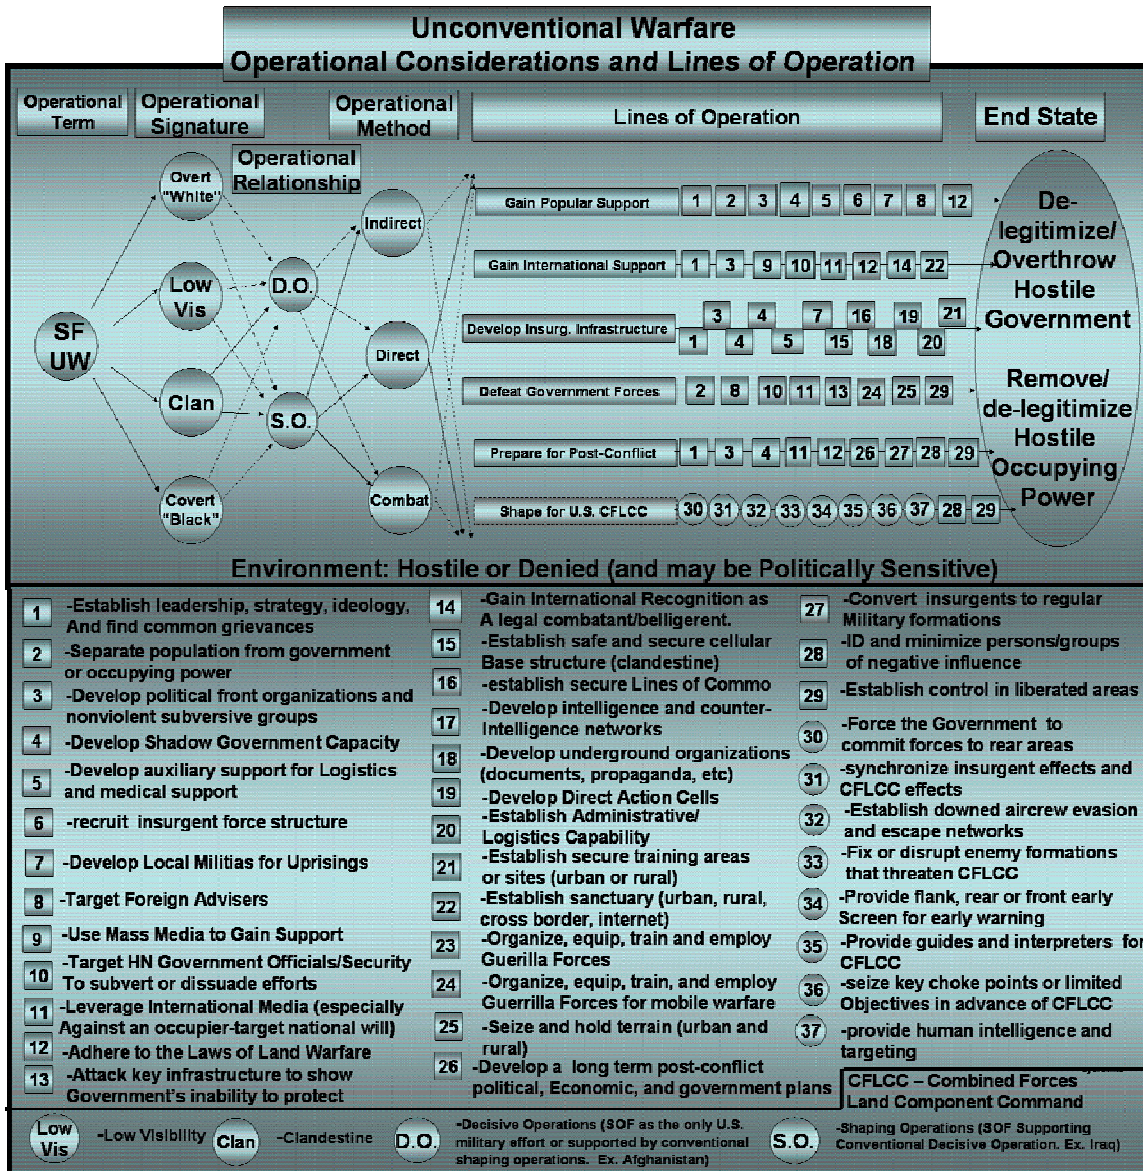 Unconventional Warfare
Operational Considerations and Lines of Operation
Operational
Term
Operational
Signature
Operational
Relationship
Operational
Method
Lines of Operation
End State
SF
UW
Overt
"White"
Low
Vis
Clan
Covert
"Black"
D.O.
S.O.
Indirect
Direct
Combat
Gain Popular Support 1 2 3 4 5 6 7 8 12
Gain International Support 1 3 9 10 11 12 14 22
3 4 7 16 19 21
Develop Insurg. Infrastructure
1 4 5 15 18 20
Defeat Government Forces 2 8 10 11 13 24 25 29
Prepare for Post-Conflict 1 3 4 11 12 26 27 28 29
Shape for U.S. CFLCC 30 31 32 33 34 35 36 37 28 29
De-
legitimize/
Overthrow
Hostile
Government
Remove/
de-legitimize
Hostile
Occupying
Power
Environment: Hostile or Denied (and may be Politically Sensitive)
1 -Establish leadership, strategy, ideology,
And find common grievances
2 -Separate population from government
or occupying power
3 -Develop political front organizations and
nonviolent subversive groups
4 -Develop Shadow Government Capacity
5 -Develop auxiliary support for Logistics
and medical support
6 -recruit insurgent force structure
7 -Develop Local Militias for Uprisings
8 -Target Foreign Advisers
9 -Use Mass Media to Gain Support
10 -Target HN Government Officials/Security
To subvert or dissuade efforts
11 -Leverage International Media (especially
Against an occupier-target national will)
12 -Adhere to the Laws of Land Warfare
13 -Attack key infrastructure to show
Government's inability to protect
14 -Gain International Recognition as
A legal combatant/belligerent.
15 -Establish safe and secure cellular
Base structure (clandestine)
16 -establish secure Lines of Commo
17 -Develop intelligence and counter-
Intelligence networks
18 -Develop underground organizations
(documents, propaganda, etc)
19 -Develop Direct Action Cells
20 -Establish Administrative/
Logistics Capability
21 -Establish secure training areas
or sites (urban or rural)
22 -Establish sanctuary (urban, rural,
cross border, internet)
23 -Organize, equip, train and employ
Guerilla Forces
24 -Organize, equip, train, and employ
Guerrilla Forces for mobile warfare
25 -Seize and hold terrain (urban and
rural)
26 -Develop a long term post-conflict
political, Economic, and government plans
27 -Convert insurgents to regular
Military formations
28 -ID and minimize persons/groups
of negative influence
29 -Establish control in liberated areas
30 -Force the Government to
commit forces to rear areas
31 -synchronize insurgent effects and
CFLCC effects
32 -Establish downed aircrew evasion
and escape networks
33 -Fix or disrupt enemy formations
that threaten CFLCC
34 -Provide flank, rear or front early
Screen for early warning
35 -Provide guides and interpreters for
CFLCC
36 -seize key choke points or limited
Objectives in advance of CFLCC
37 -provide human intelligence and
targeting
CFLCC – Combined Forces
Land Component Command
Low
Vis
-Low Visibility
Clan
-Clandestine
D.O.
-Decisive Operations (SOF as the only U.S.
military effort or supported by conventional
shaping operations. Ex. Afghanistan)
S.O.
-Shaping Operations (SOF Supporting
Conventional Decisive Operation. Ex. Iraq)